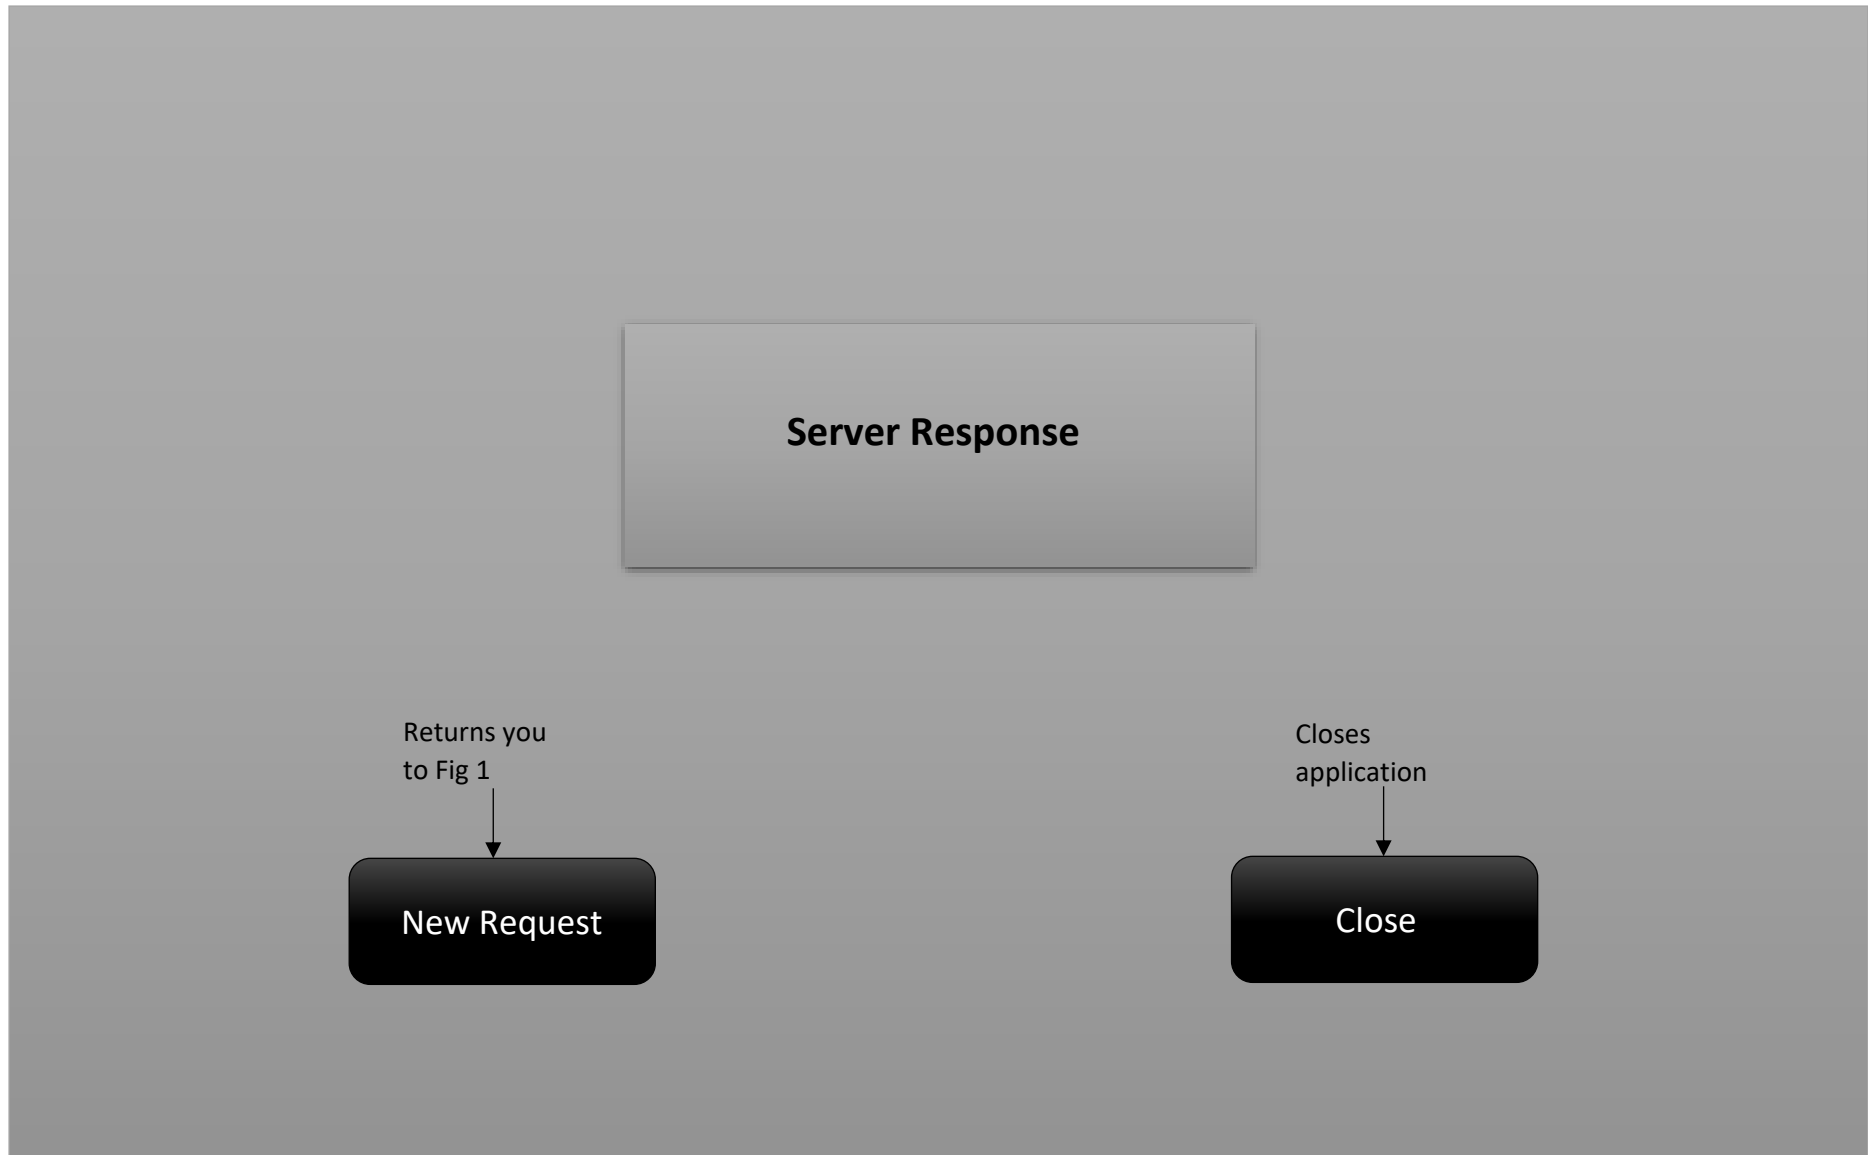 Server Response
Returns you
to Fig 1
Closes
application
New Request
Close